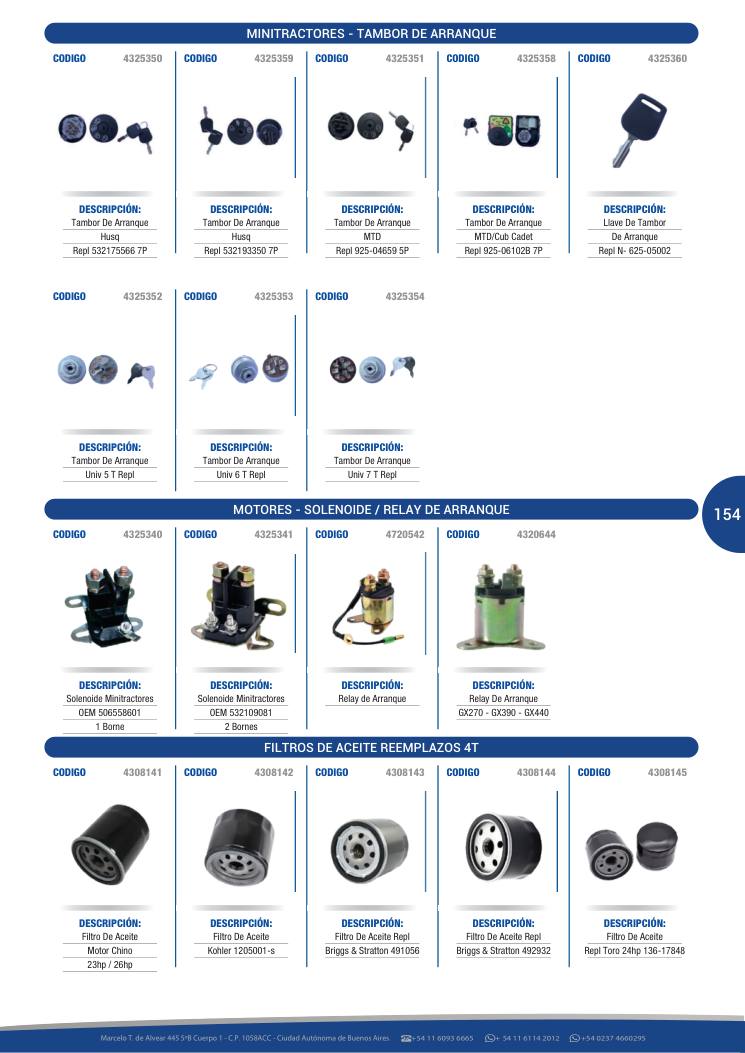 MINITRACTORES - TAMBOR DE ARRANQUE
CODIGO 4325350
DESCRIPCIÓN:
Tambor De Arranque
Husq
Repl 532175566 7P
CODIGO 4325359
DESCRIPCIÓN:
Tambor De Arranque
Husq
Repl 532193350 7P
CODIGO 4325351
DESCRIPCIÓN:
Tambor De Arranque
MTD
Repl 925-04659 5P
CODIGO 4325358
DESCRIPCIÓN:
Tambor De Arranque
MTD/Cub Cadet
Repl 925-06102B 7P
CODIGO 4325360
DESCRIPCIÓN:
Llave De Tambor
De Arranque
Repl N- 625-05002
CODIGO 4325352
DESCRIPCIÓN:
Tambor De Arranque
Univ 5 T Repl
CODIGO 4325353
DESCRIPCIÓN:
Tambor De Arranque
Univ 6 T Repl
CODIGO 4325354
DESCRIPCIÓN:
Tambor De Arranque
Univ 7 T Repl
MOTORES - SOLENOIDE / RELAY DE ARRANQUE
154
CODIGO 4325340
DESCRIPCIÓN:
Solenoide Minitractores
OEM 506558601
1 Borne
CODIGO 4325341
DESCRIPCIÓN:
Solenoide Minitractores
OEM 532109081
2 Bornes
CODIGO 4720542
DESCRIPCIÓN:
Relay de Arranque
CODIGO 4320644
DESCRIPCIÓN:
Relay De Arranque
GX270 - GX390 - GX440
FILTROS DE ACEITE REEMPLAZOS 4T
CODIGO 4308141
DESCRIPCIÓN:
Filtro De Aceite
Motor Chino
23hp / 26hp
CODIGO 4308142
DESCRIPCIÓN:
Filtro De Aceite
Kohler 1205001-s
CODIGO 4308143
DESCRIPCIÓN:
Filtro De Aceite Repl
Briggs & Stratton 491056
CODIGO 4308144
DESCRIPCIÓN:
Filtro De Aceite Repl
Briggs & Stratton 492932
CODIGO 4308145
DESCRIPCIÓN:
Filtro De Aceite
Repl Toro 24hp 136-17848
Marcelo T. de Alvear 445 5ºB Cuerpo 1 - C.P. 1058ACC - Ciudad Autónoma de Buenos Aires. +54 11 6093 6665 + 54 11 6114 2012 +54 0237 4660295